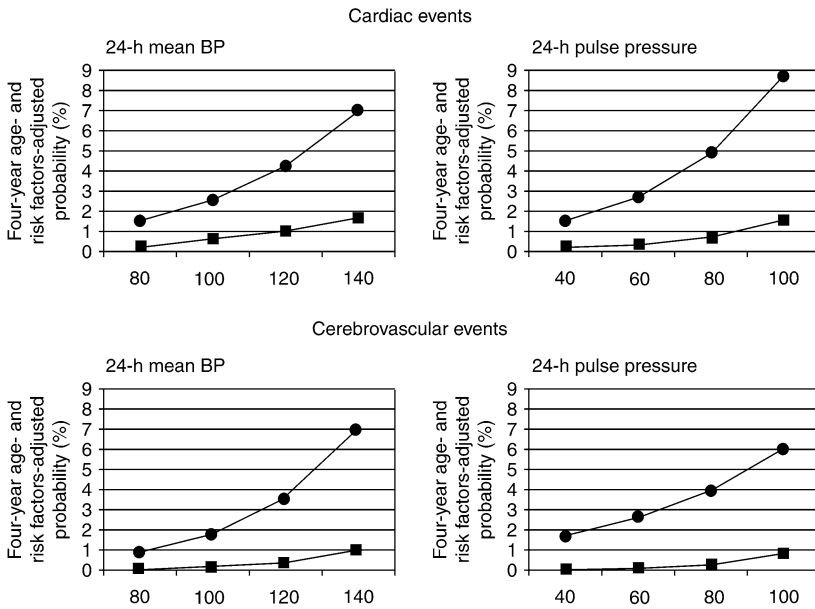 Cardiac events
24-h mean BP
Four-year age- and
risk factors-adjusted
probability (%)
9
8
7
6
5
4
3
2
1
0
80 100 120 140
24-h pulse pressure
Four-year age- and
risk factors-adjusted
probability (%)
9
8
7
6
5
4
3
2
1
0
40 60 80 100
Cerebrovascular events
24-h mean BP
Four-year age- and
risk factors-adjusted
probability (%)
9
8
7
6
5
4
3
2
1
0
80 100 120 140
24-h pulse pressure
Four-year age- and
risk factors-adjusted
probability (%)
9
8
7
6
5
4
3
2
1
0
40 60 80 100